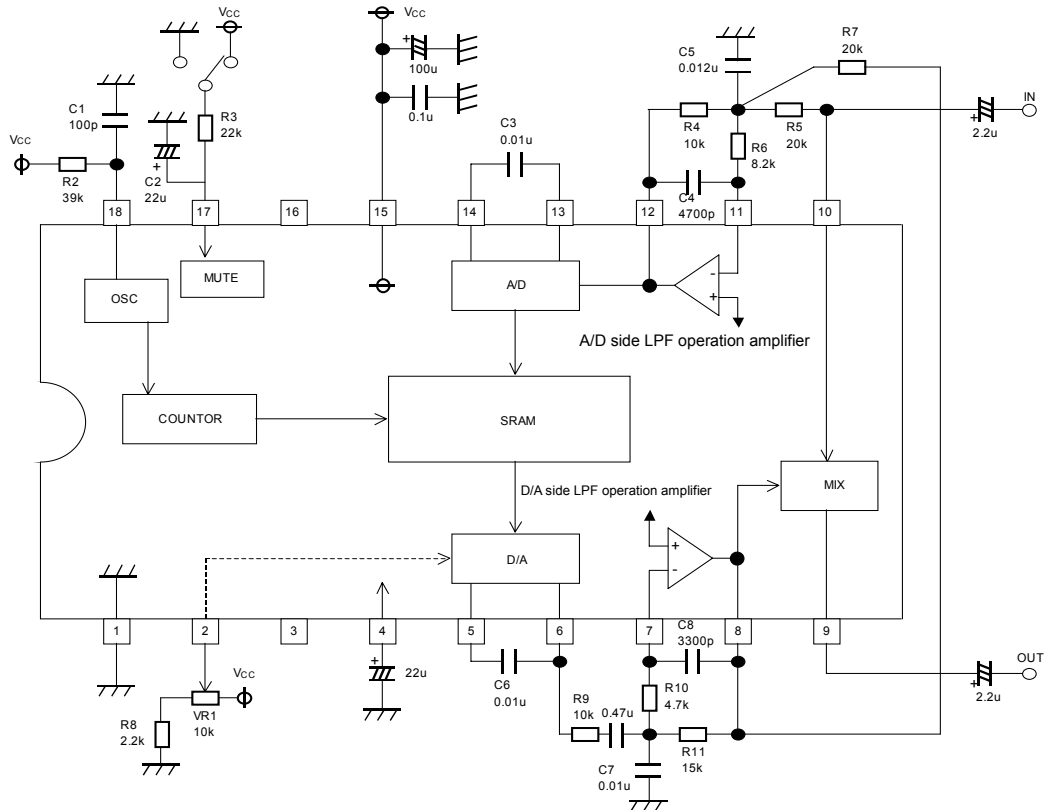 VCC
VCC
R7
20k
C5
0.012u
100u
IN
C1
100p
R3
22k
0.1u
C3
0.01u
R4
10k
R5
20k
2.2u
VCC
R2
39k
C2
22u
R6
8.2k
C4
4700p
18
17
16
15
14
13
12
11
10
MUTE
OSC
A/D
-
+
A/D side LPF operation amplifier
COUNTOR
SRAM
D/A side LPF operation amplifier
MIX
D/A
+
-
1
2
3
4
5
6
7
8
9
C8
3300p
22u
C6
0.01u
OUT
2.2u
VCC
R8
2.2k
VR1
10k
R9
10k
0.47u
R10
4.7k
R11
15k
C7
0.01u